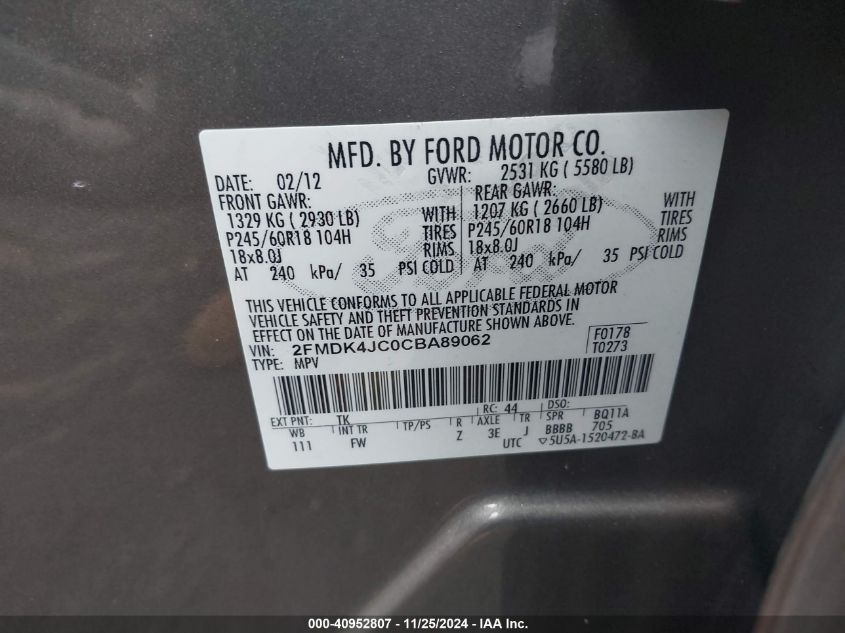 MFD. BY FORD MOTOR CO.
DATE: 02/12 GVWR: 2531 KG ( 5580 LB)
FRONT GAWR: REAR GAWR:
1329 KG ( 2930 LB) WITH 1207 KG ( 2660 LB) WITH
P245/60R18 104H TIRES P245/60R18 104H TIRES
18x8.0J RIMS 18x8.0J RIMS
AT 240 kPa/ 35 PSI COLD AT 240 kPa/ 35 PSI COLD
Ford
THIS VEHICLE CONFORMS TO ALL APPLICABLE FEDERAL MOTOR
VEHICLE SAFETY AND THEFT PREVENTION STANDARDS IN
EFFECT ON THE DATE OF MANUFACTURE SHOWN ABOVE.
VIN: 2FMDK4JC0CBA89062 F0178
TYPE: MPV T0273
EXT PNT: TK RC: 44 DSO:
WB INT TR TP/PS R AXLE TR SPR BQ11A
111 FW Z 3E J BBBB 705
UTC ▽5U5A-1520472-BA
000-40952807 - 11/25/2024 - IAA Inc.